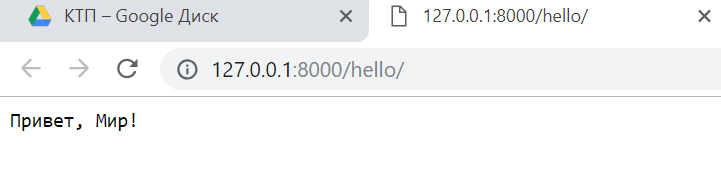 КТП – Google Диск
127.0.0.1:8000/hello/
127.0.0.1:8000/hello/
Привет, Мир!